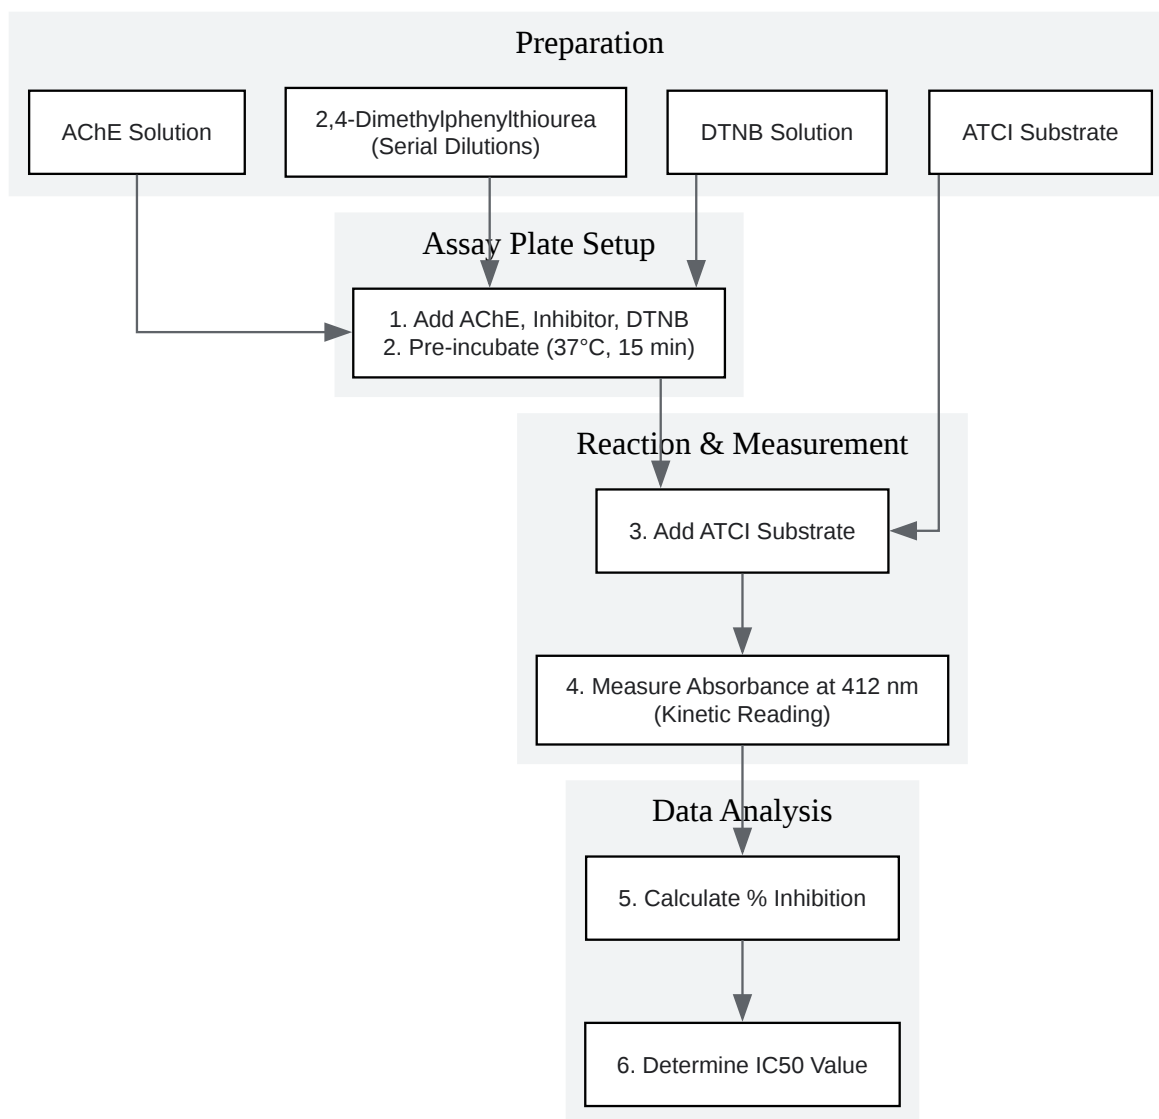 Preparation
AChE Solution
2,4-Dimethylphenylthiourea
(Serial Dilutions)
DTNB Solution
ATCI Substrate
Assay Plate Setup
1. Add AChE, Inhibitor, DTNB
2. Pre-incubate (37°C, 15 min)
Reaction & Measurement
3. Add ATCI Substrate
4. Measure Absorbance at 412 nm
(Kinetic Reading)
Data Analysis
5. Calculate % Inhibition
6. Determine IC50 Value